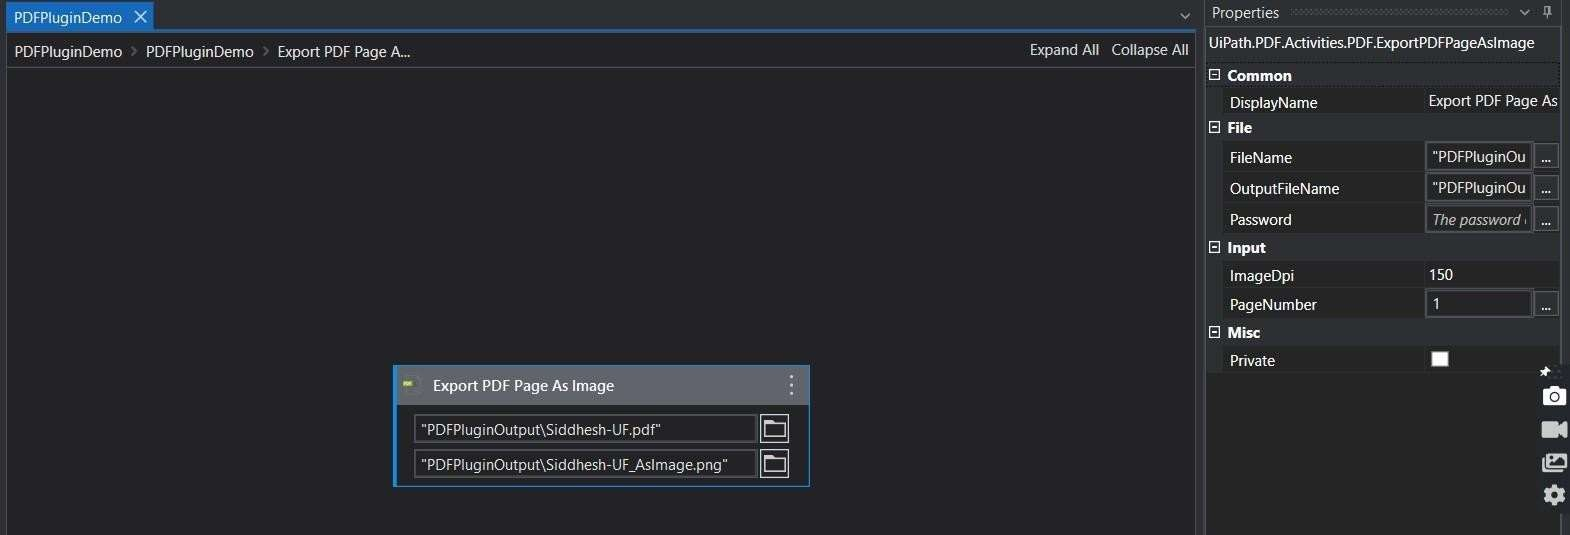 PDFPluginDemo
PDFPluginDemo PDFPluginDemo Export PDF Page A...
Expand All Collapse All
Export PDF Page As Image
"PDFPluginOutput\Siddhesh-UF.pdf"
"PDFPluginOutput\Siddhesh-UF_AsImage.png"
Properties
UiPath.PDF.Activities.PDF.ExportPDFPageAsImage
Common
DisplayName Export PDF Page As
File
FileName "PDFPluginOu ...
OutputFileName "PDFPluginOu ...
Password The password ...
Input
ImageDpi 150
PageNumber 1 ...
Misc
Private